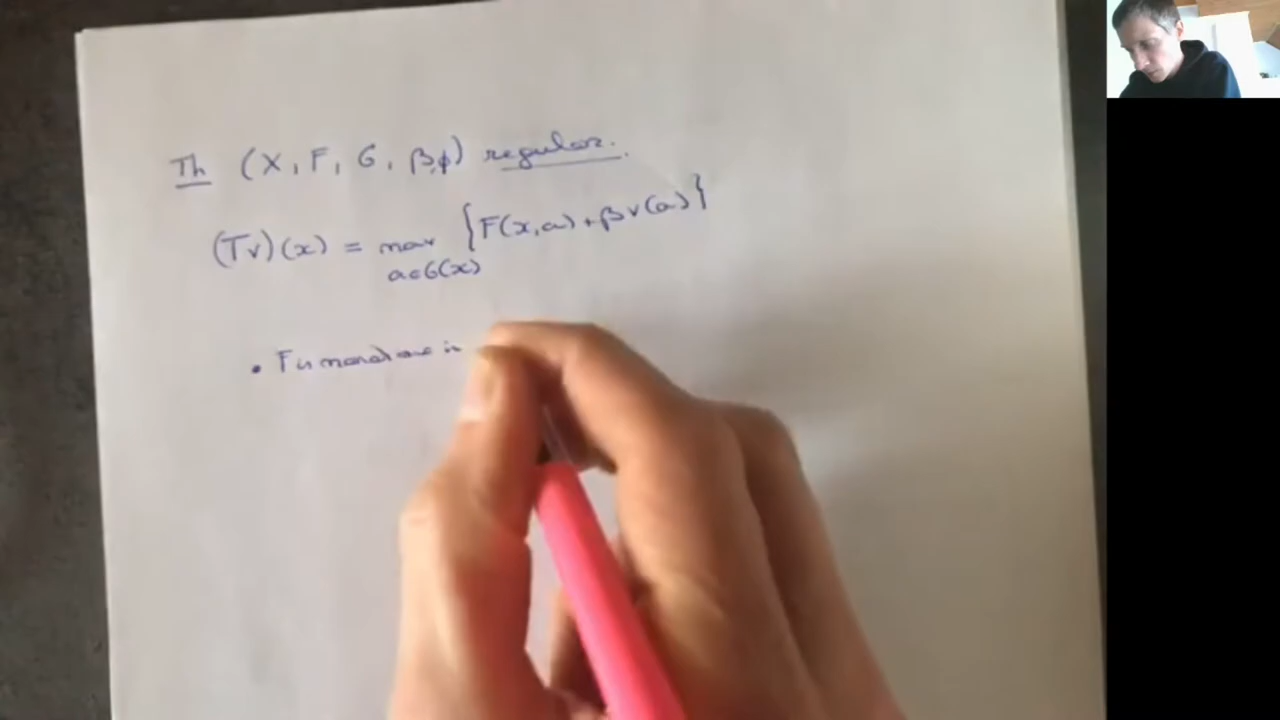 Th (X, F, G, β, φ) regular.
(Tv)(x) = max {F(x,a) + βv(a)}
a∈G(x)
• F is monotone in